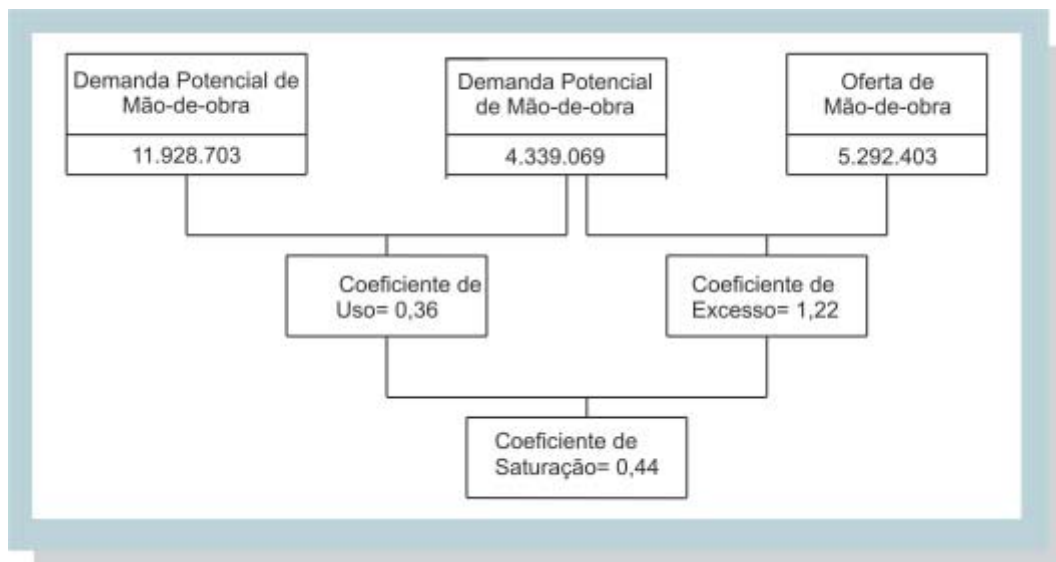 Demanda Potencial de
Mão-de-obra
11.928.703
Demanda Potencial
de Mão-de-obra
4.339.069
Oferta de
Mão-de-obra
5.292.403
Coeficiente de
Uso= 0,36
Coeficiente de
Excesso= 1,22
Coeficiente de
Saturação= 0,44